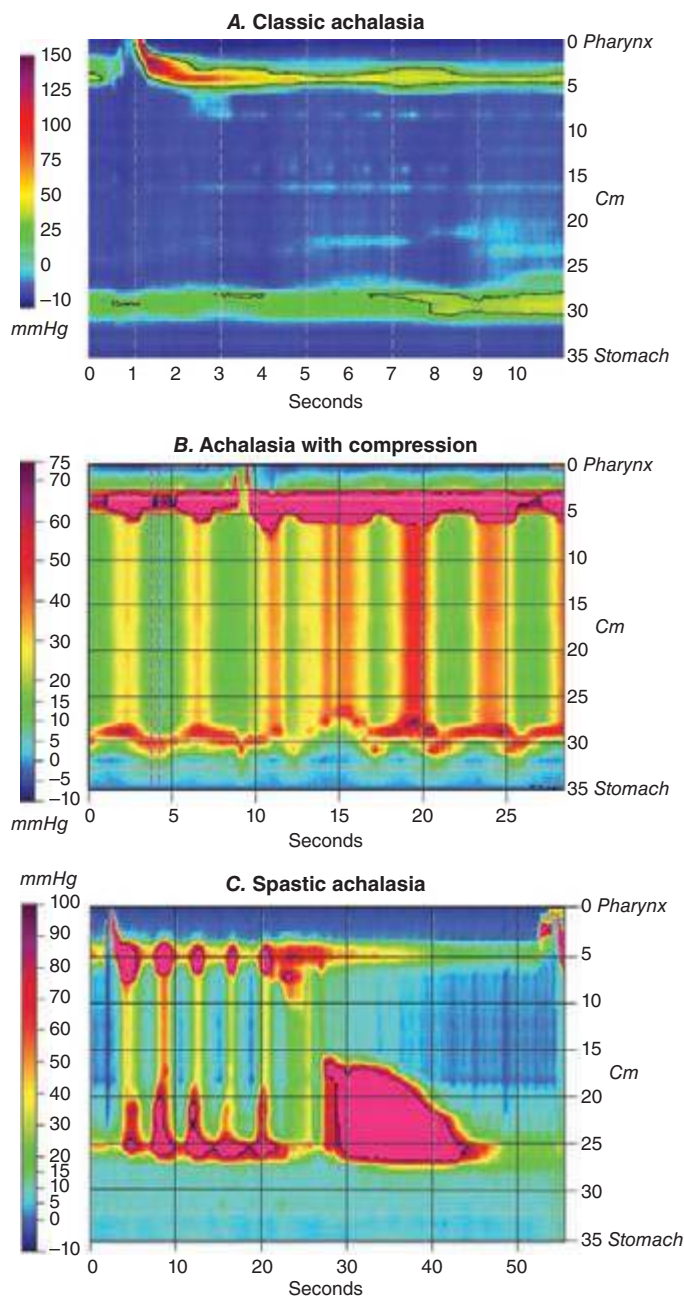 A. Classic achalasia
150
125
100
75
50
25
0
–10
mmHg
0 Pharynx
5
10
15
Cm
20
25
30
35 Stomach
0 1 2 3 4 5 6 7 8 9 10
Seconds
B. Achalasia with compression
75
70
60
50
40
30
20
15
10
5
0
–5
–10
mmHg
0 Pharynx
5
10
15
Cm
20
25
30
35 Stomach
0 5 10 15 20 25
Seconds
mmHg
C. Spastic achalasia
100
90
80
70
60
50
40
30
20
15
10
5
0
–10
0 Pharynx
5
10
15
Cm
20
25
30
35 Stomach
0 10 20 30 40 50
Seconds